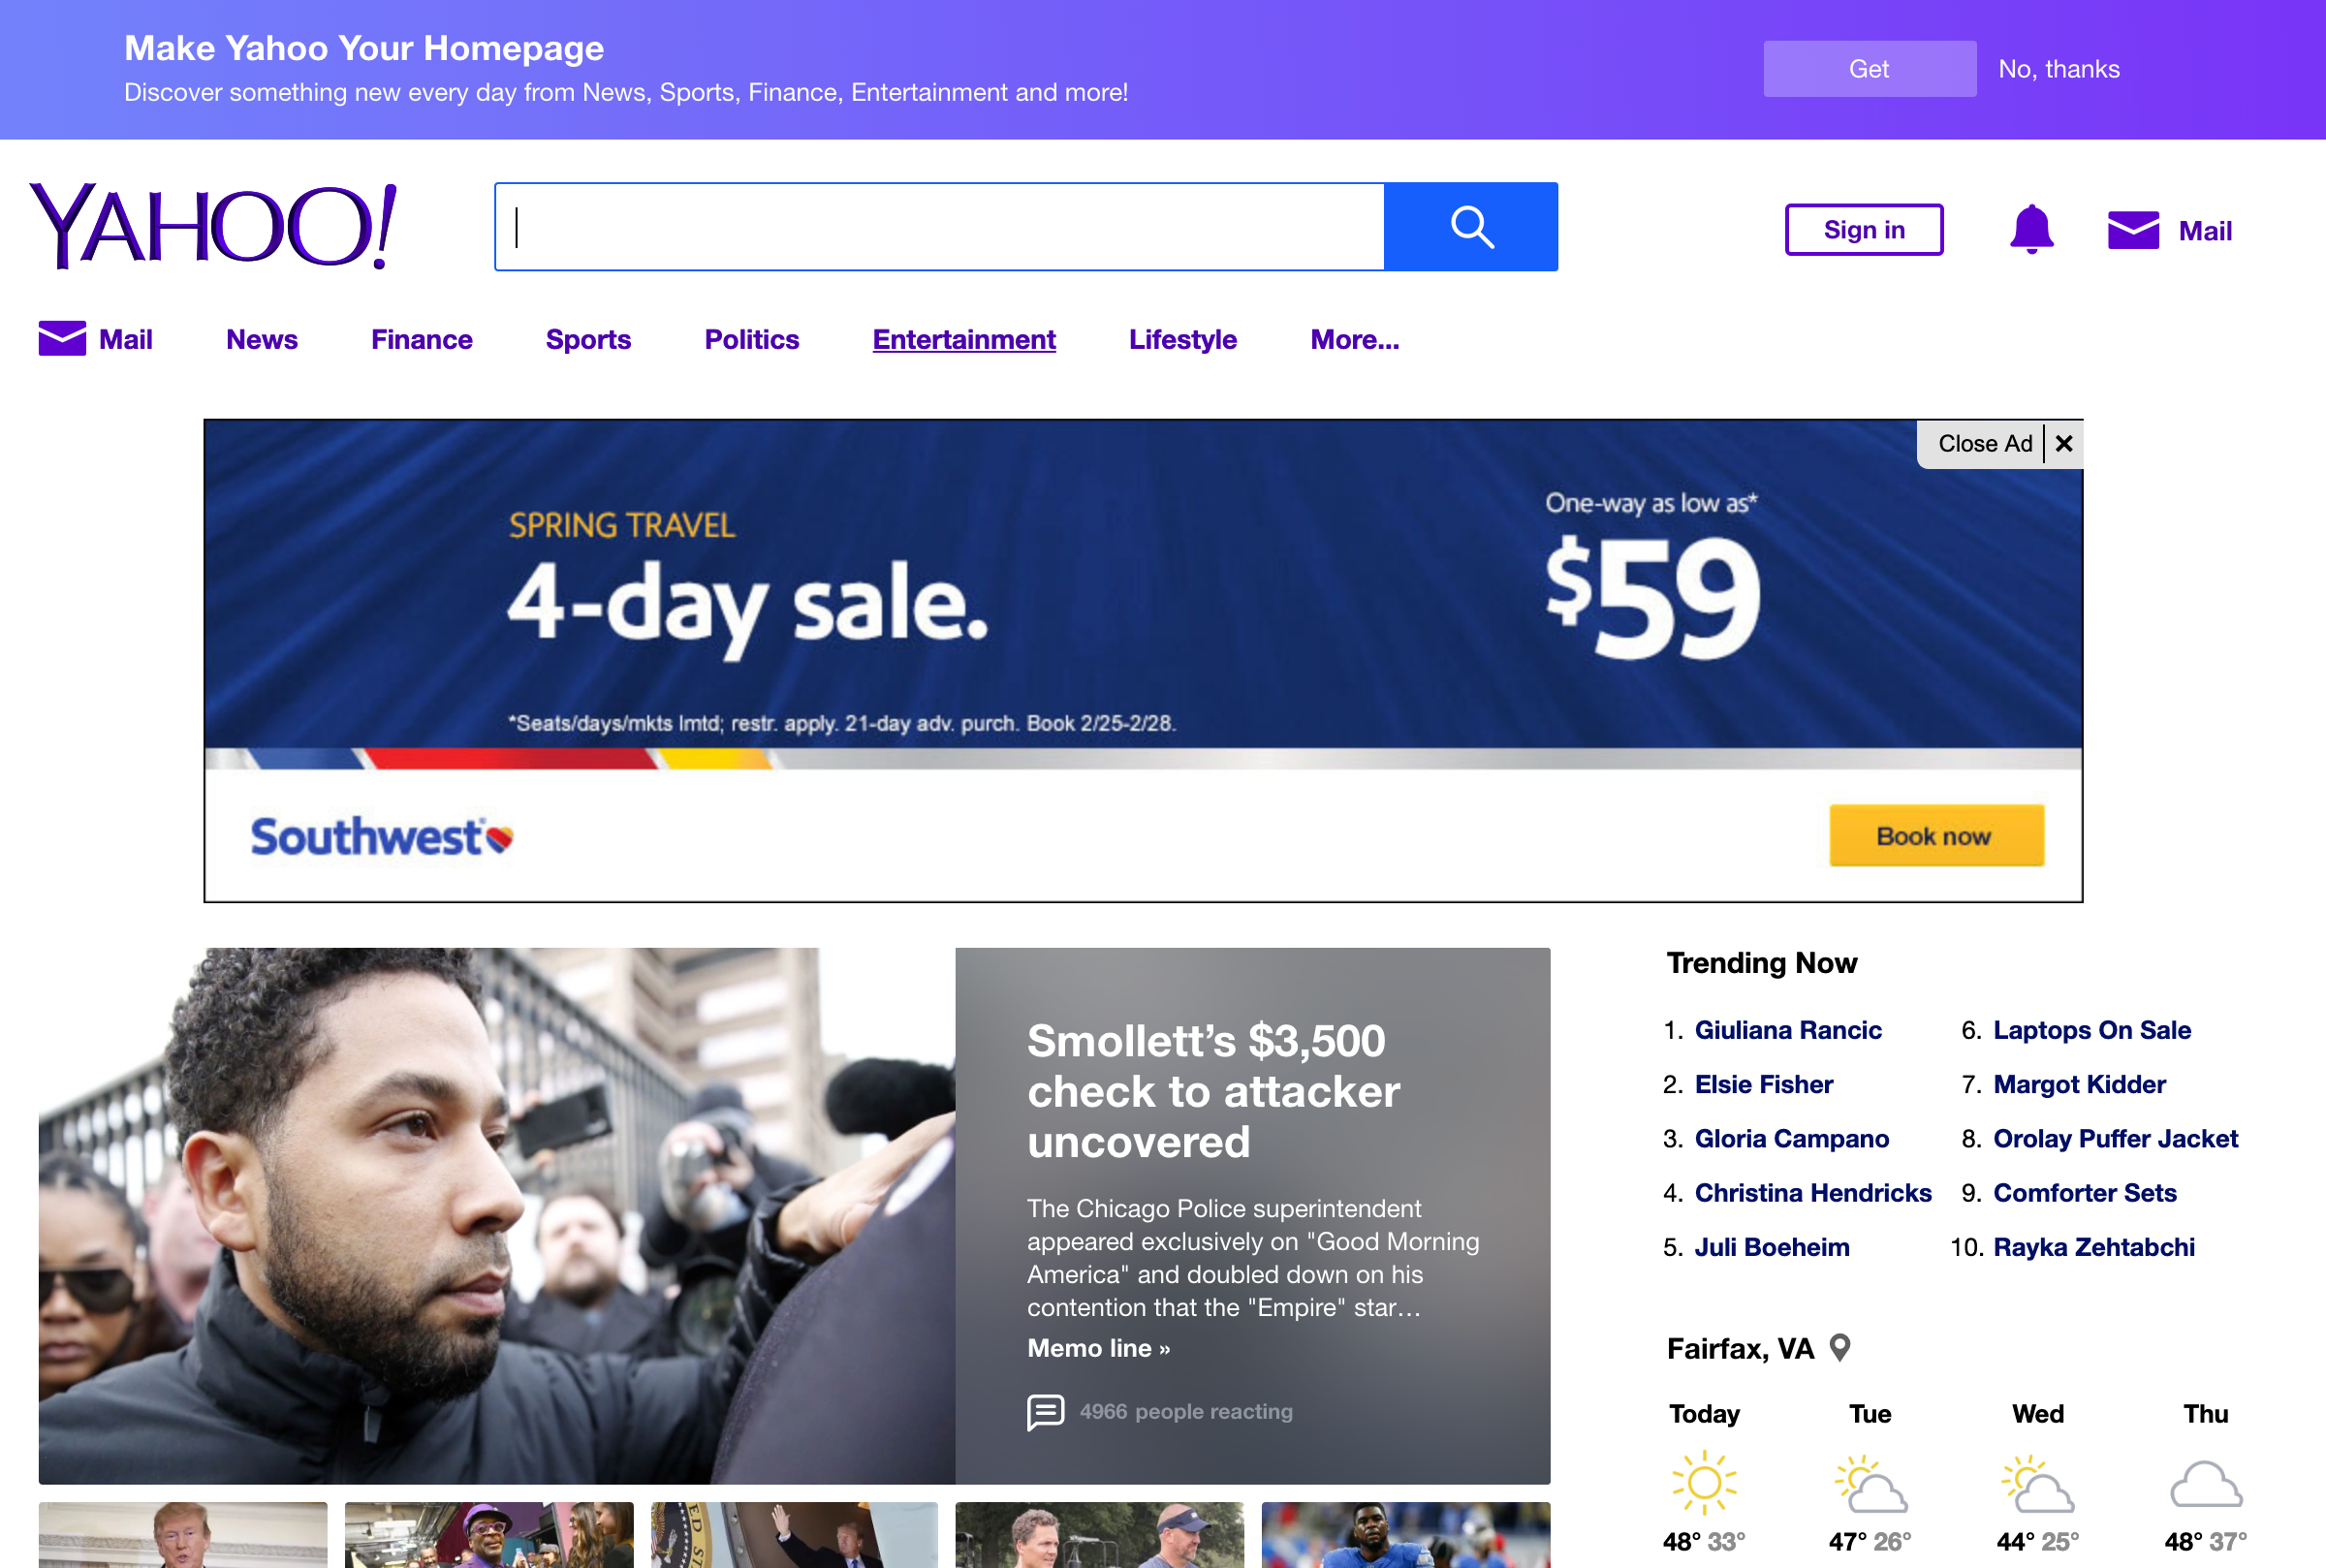 Make Yahoo Your Homepage
Discover something new every day from News, Sports, Finance, Entertainment and more!
Get
No, thanks
YAHOO!
Sign in
Mail
Mail
News
Finance
Sports
Politics
Entertainment
Lifestyle
More...
Close Ad
SPRING TRAVEL
4-day sale.
One-way as low as*
$59
*Seats/days/mkts lmtd; restr. apply. 21-day adv. purch. Book 2/25-2/28.
Southwest®
Book now
Smollett’s $3,500
check to attacker
uncovered
The Chicago Police superintendent
appeared exclusively on "Good Morning
America" and doubled down on his
contention that the "Empire" star…
Memo line »
4966 people reacting
Trending Now
1. Giuliana Rancic
2. Elsie Fisher
3. Gloria Campano
4. Christina Hendricks
5. Juli Boeheim
6. Laptops On Sale
7. Margot Kidder
8. Orolay Puffer Jacket
9. Comforter Sets
10. Rayka Zehtabchi
Fairfax, VA
Today
Tue
Wed
Thu
48° 33°
47° 26°
44° 25°
48° 37°